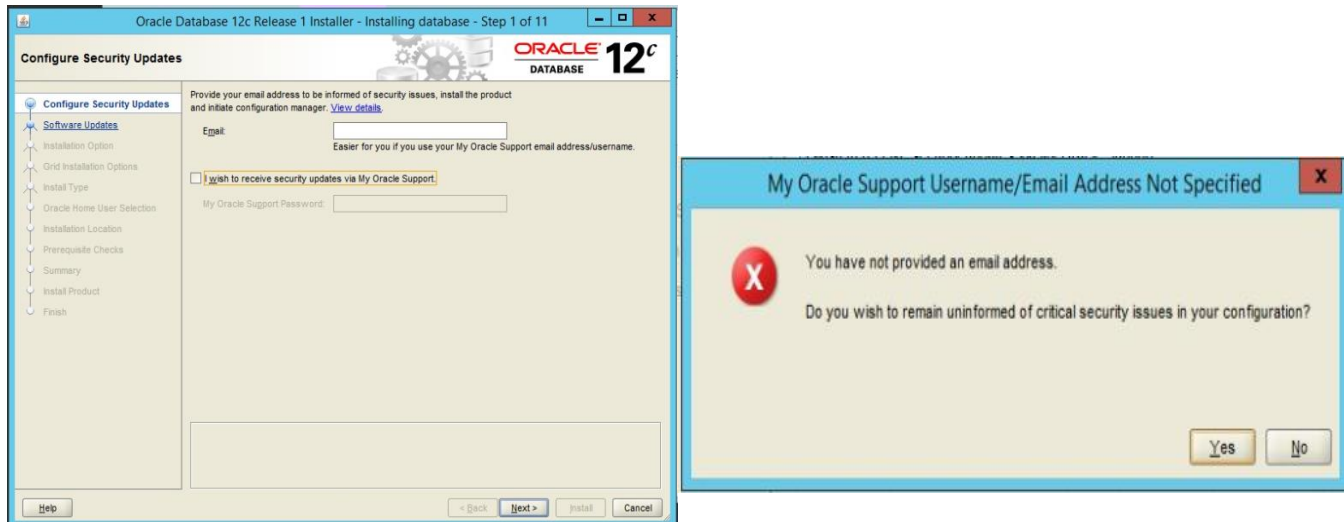 Oracle Database 12c Release 1 Installer - Installing database - Step 1 of 11
Configure Security Updates
ORACLE
DATABASE
12c
Configure Security Updates
Software Updates
Installation Option
Grid Installation Options
Install Type
Oracle Home User Selection
Installation Location
Prerequisite Checks
Summary
Install Product
Finish
Provide your email address to be informed of security issues, install the product
and initiate configuration manager. View details.
Email:
Easier for you if you use your My Oracle Support email address/username.
I wish to receive security updates via My Oracle Support.
My Oracle Support Password:
Help
< Back
Next >
Install
Cancel
My Oracle Support Username/Email Address Not Specified
x
You have not provided an email address.
Do you wish to remain uninformed of critical security issues in your configuration?
Yes
No